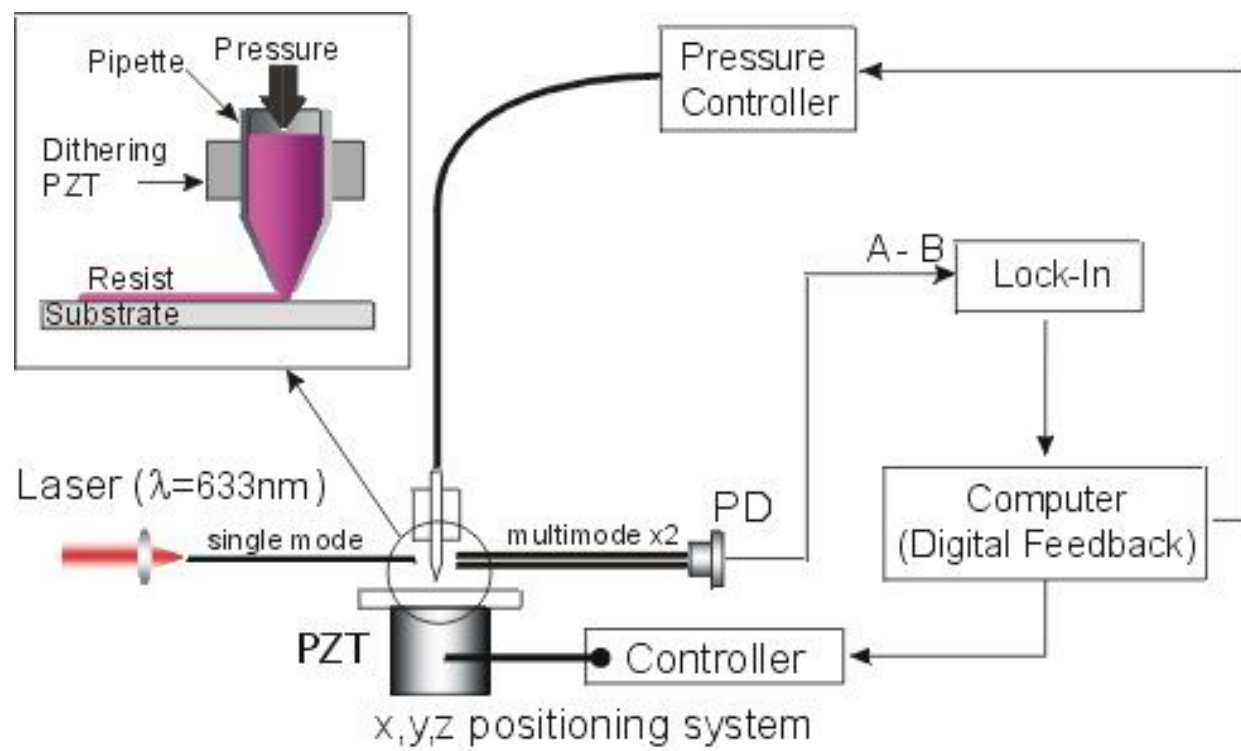 Pressure
Pipette
Dithering
PZT
Resist
Substrate
Pressure
Controller
A - B
Lock-In
Laser (λ=633nm)
single mode
multimode x2
PD
Computer
(Digital Feedback)
PZT
Controller
x,y,z positioning system